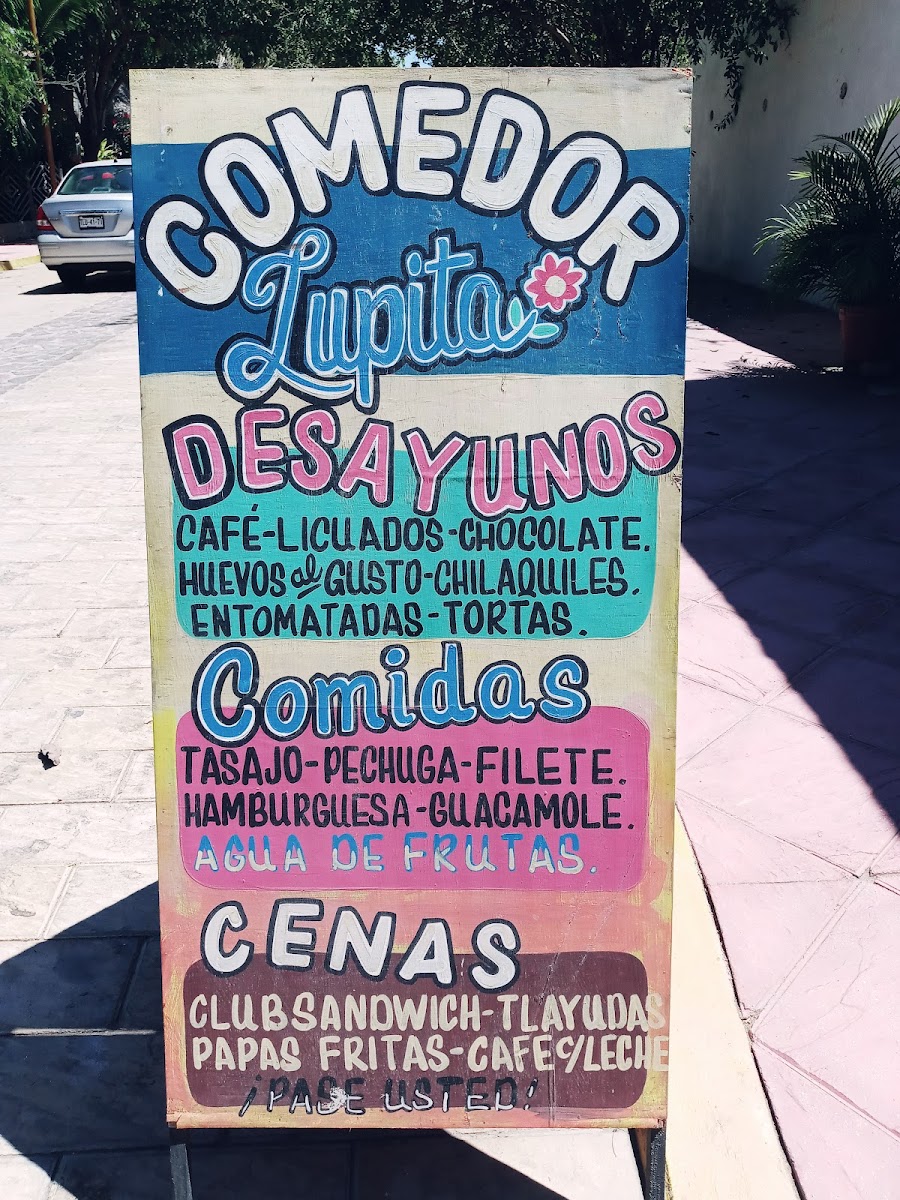 COMEDOR
Lupita
DESAYUNOS
CAFÉ-LICUADOS-CHOCOLATE.
HUEVOS al GUSTO-CHILAQUILES.
ENTOMATADAS-TORTAS.
Comidas
TASAJO-PECHUGA-FILETE.
HAMBURGUESA-GUACAMOLE.
AGUA DE FRUTAS.
CENAS
CLUBSANDWICH-TLAYUDAS
PAPAS FRITAS-CAFE C/LECHE
¡PASE USTED!